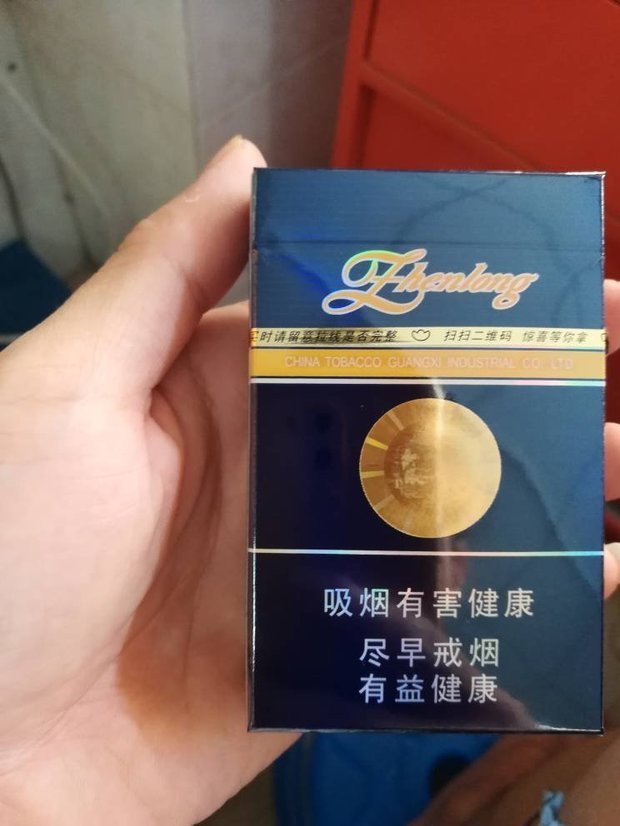 Zhenlong
时请留意拉线是否完整 扫扫二维码 惊喜等你拿
CHINA TOBACCO GUANGXI INDUSTRIAL CO. LTD
吸烟有害健康
尽早戒烟
有益健康